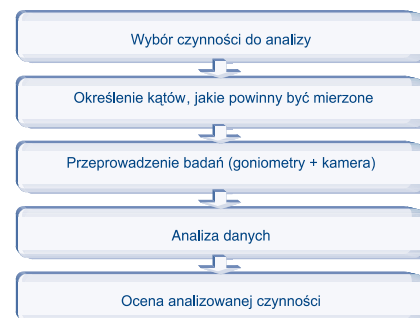 Wybór czynności do analizy
Określenie kątów, jakie powinny być mierzone
Przeprowadzenie badań (goniometry + kamera)
Analiza danych
Ocena analizowanej czynności